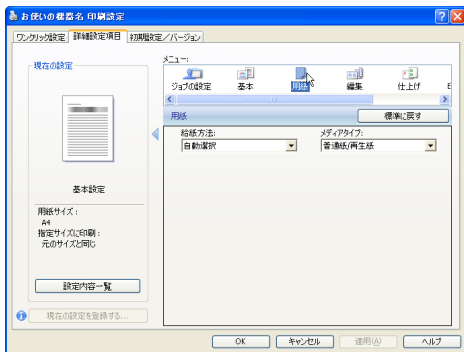 お使いの機器名 印刷設定
ワンクリック設定 詳細設定項目 初期設定／バージョン
現在の設定
基本設定
用紙サイズ：
A4
指定サイズに印刷：
元のサイズと同じ
設定内容一覧
現在の設定を登録する...
メニュー:
ジョブの設定 基本 用紙 編集 仕上げ
用紙 標準に戻す
給紙方法: メディアタイプ:
自動選択 普通紙/再生紙
OK キャンセル 適用(A) ヘルプ